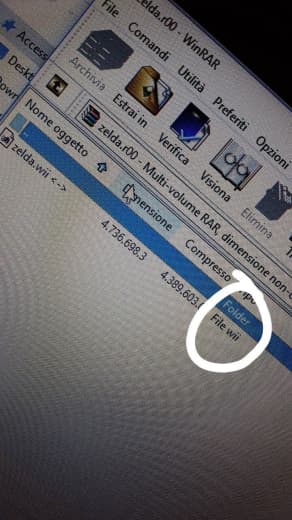 zelda.r00 - WinRAR
File Comandi Utilità Preferiti Opzioni
Archivia Estrai in Verifica Visiona Elimina
zelda.r00 - Multi-volume RAR, dimensione non-c
Nome oggetto Dimensione Compresso
Folder
zelda.wii <-> 4.736.698.3 4.389.603. File wii
Access
Deskt
Down